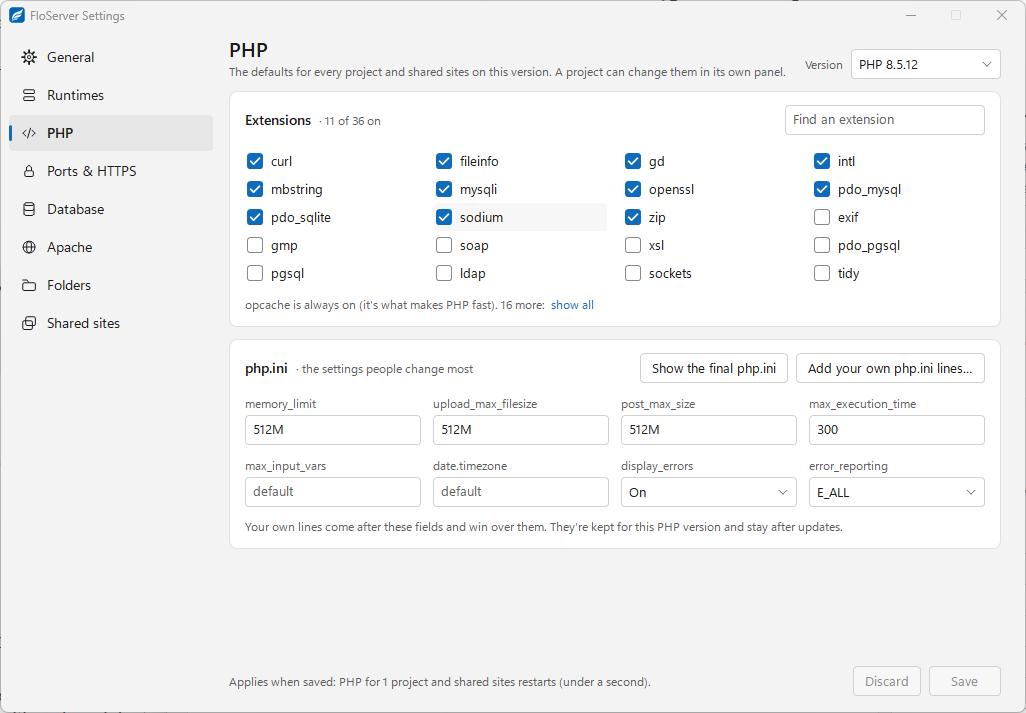 FloServer Settings
General
Runtimes
PHP
Ports & HTTPS
Database
Apache
Folders
Shared sites
PHP
The defaults for every project and shared sites on this version. A project can change them in its own panel.
Version
PHP 8.5.12
Extensions · 11 of 36 on
Find an extension
curl fileinfo gd intl
mbstring mysqli openssl pdo_mysql
pdo_sqlite sodium zip exif
gmp soap xsl pdo_pgsql
pgsql ldap sockets tidy
opcache is always on (it's what makes PHP fast). 16 more: show all
php.ini · the settings people change most
Show the final php.ini
Add your own php.ini lines...
memory_limit upload_max_filesize post_max_size max_execution_time
512M 512M 512M 300
max_input_vars date.timezone display_errors error_reporting
default default On E_ALL
Your own lines come after these fields and win over them. They're kept for this PHP version and stay after updates.
Applies when saved: PHP for 1 project and shared sites restarts (under a second).
Discard
Save